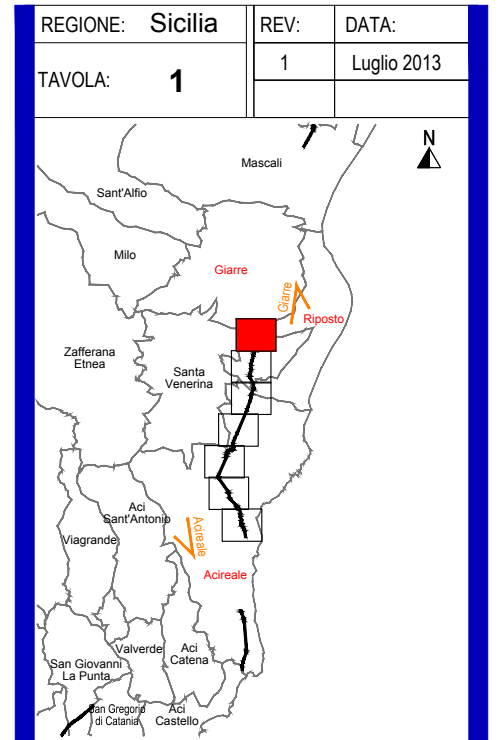 REGIONE: Sicilia
REV:
DATA:
TAVOLA: 1
1
Luglio 2013
N
Mascali
Sant'Alfio
Milo
Giarre
Giarre
Riposto
Zafferana
Etnea
Santa
Venerina
Aci
Sant'Antonio
Viagrande
Acireale
Acireale
Valverde
Aci
Catena
San Giovanni
La Punta
San Gregorio
di Catania
Aci
Castello